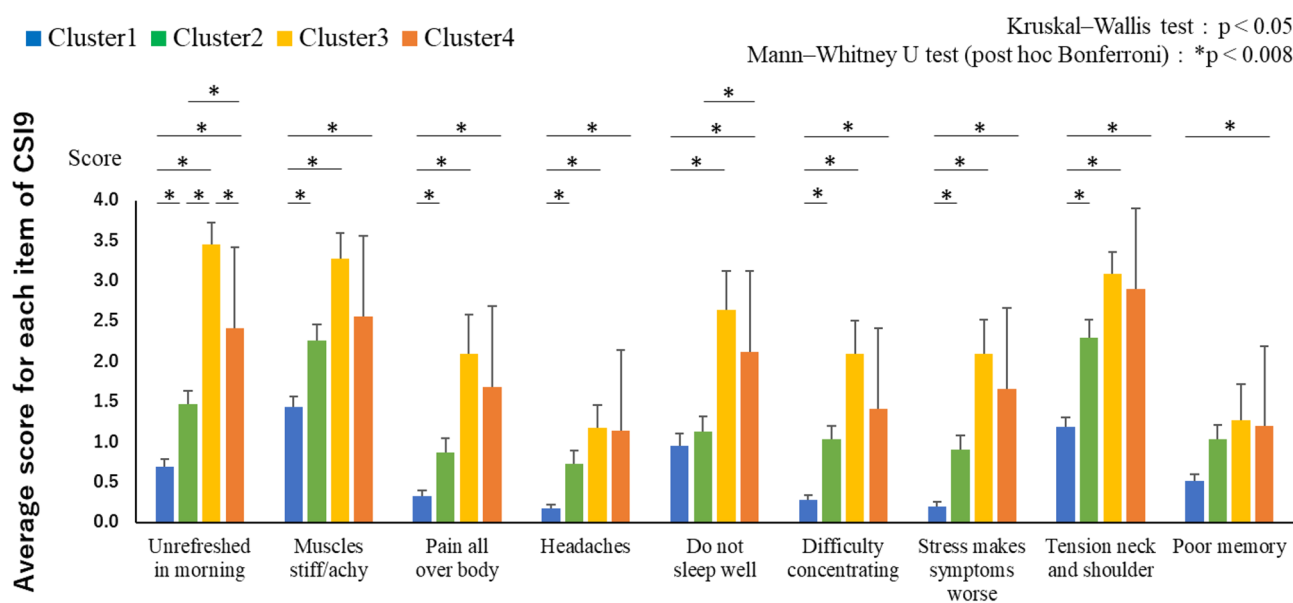 Cluster1 Cluster2 Cluster3 Cluster4
Kruskal–Wallis test : p < 0.05
Mann–Whitney U test (post hoc Bonferroni) : *p < 0.008
Average score for each item of CSI9
Score
* *
* * * * * * * *
* * * * * * * *
* * * * * * * * *
4.0
3.5
3.0
2.5
2.0
1.5
1.0
0.5
0.0
Unrefreshed
in morning
Muscles
stiff/achy
Pain all
over body
Headaches
Do not
sleep well
Difficulty
concentrating
Stress makes
symptoms
worse
Tension neck
and shoulder
Poor memory